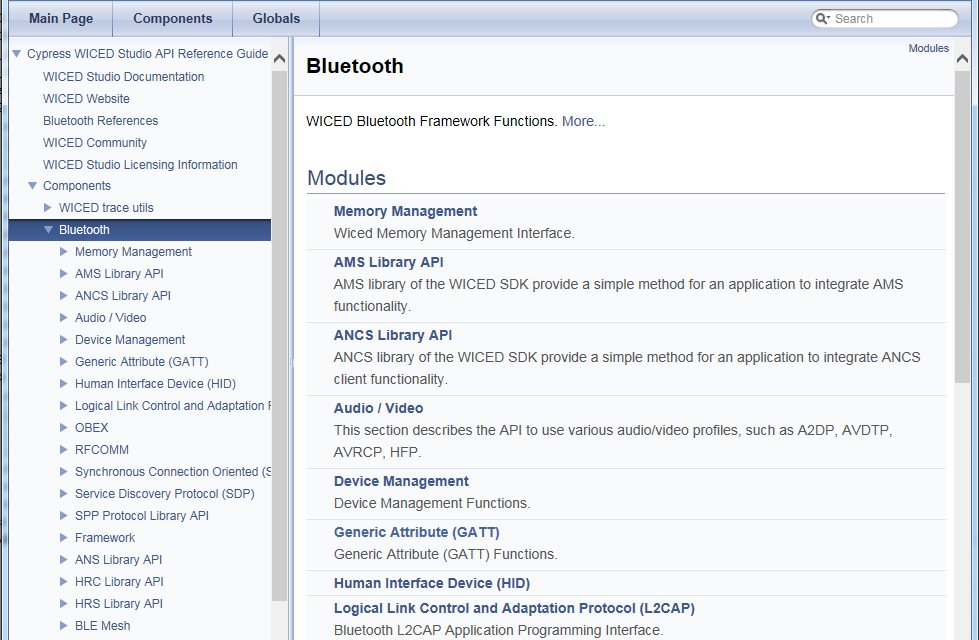 Main Page
Components
Globals
Search
Cypress WICED Studio API Reference Guide
WICED Studio Documentation
WICED Website
Bluetooth References
WICED Community
WICED Studio Licensing Information
Components
WICED trace utils
Bluetooth
Memory Management
AMS Library API
ANCS Library API
Audio / Video
Device Management
Generic Attribute (GATT)
Human Interface Device (HID)
Logical Link Control and Adaptation
OBEX
RFCOMM
Synchronous Connection Oriented (S
Service Discovery Protocol (SDP)
SPP Protocol Library API
Framework
ANS Library API
HRC Library API
HRS Library API
BLE Mesh
Modules
Bluetooth
WICED Bluetooth Framework Functions. More...
Modules
Memory Management
Wiced Memory Management Interface.
AMS Library API
AMS library of the WICED SDK provide a simple method for an application to integrate AMS
functionality.
ANCS Library API
ANCS library of the WICED SDK provide a simple method for an application to integrate ANCS
client functionality.
Audio / Video
This section describes the API to use various audio/video profiles, such as A2DP, AVDTP,
AVRCP, HFP.
Device Management
Device Management Functions.
Generic Attribute (GATT)
Generic Attribute (GATT) Functions.
Human Interface Device (HID)
Logical Link Control and Adaptation Protocol (L2CAP)
Bluetooth L2CAP Application Programming Interface.